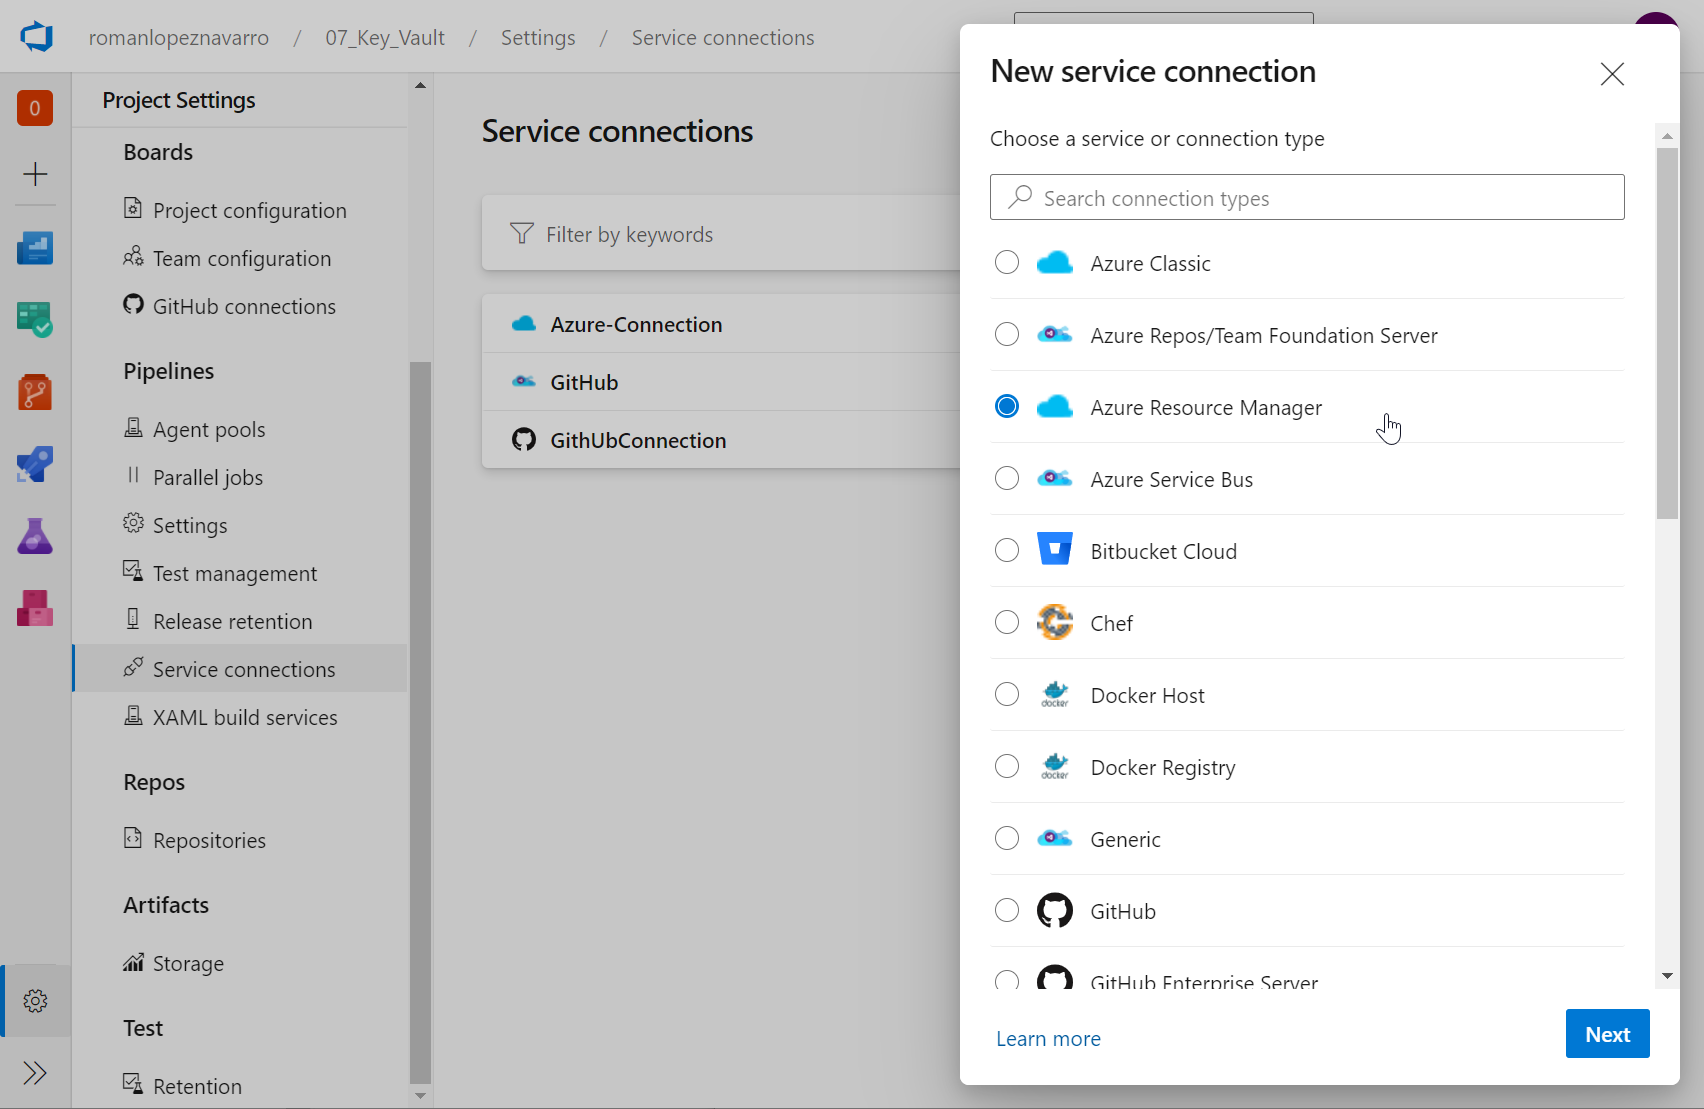 romanlopeznavarro / 07_Key_Vault / Settings / Service connections
O
Project Settings
Boards
Project configuration
Team configuration
GitHub connections
Pipelines
Agent pools
Parallel jobs
Settings
Test management
Release retention
Service connections
XAML build services
Repos
Repositories
Artifacts
Storage
Test
Retention
Service connections
Filter by keywords
Azure-Connection
GitHub
GithUbConnection
New service connection
Choose a service or connection type
Search connection types
Azure Classic
Azure Repos/Team Foundation Server
Azure Resource Manager
Azure Service Bus
Bitbucket Cloud
Chef
docker
Docker Host
docker
Docker Registry
Generic
GitHub
GitHub Enterprise Server
Learn more
Next